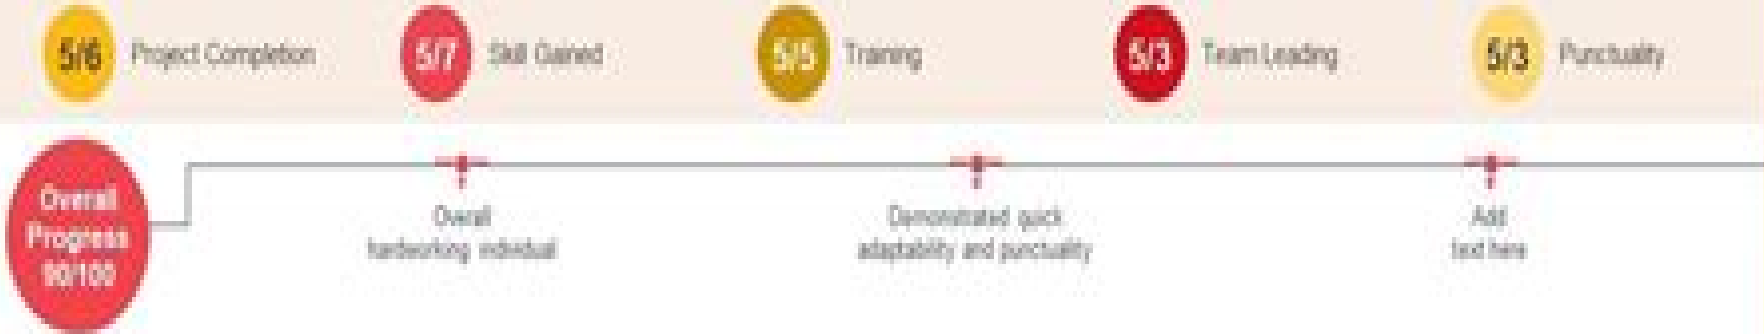 5/6 Project Completion
5/7 Skill Gained
5/5 Training
5/3 Team Leading
5/3 Punctuality
Overall
Progress
90/100
Overall
hardworking individual
Demonstrated quick
adaptability and punctuality
Add
text here